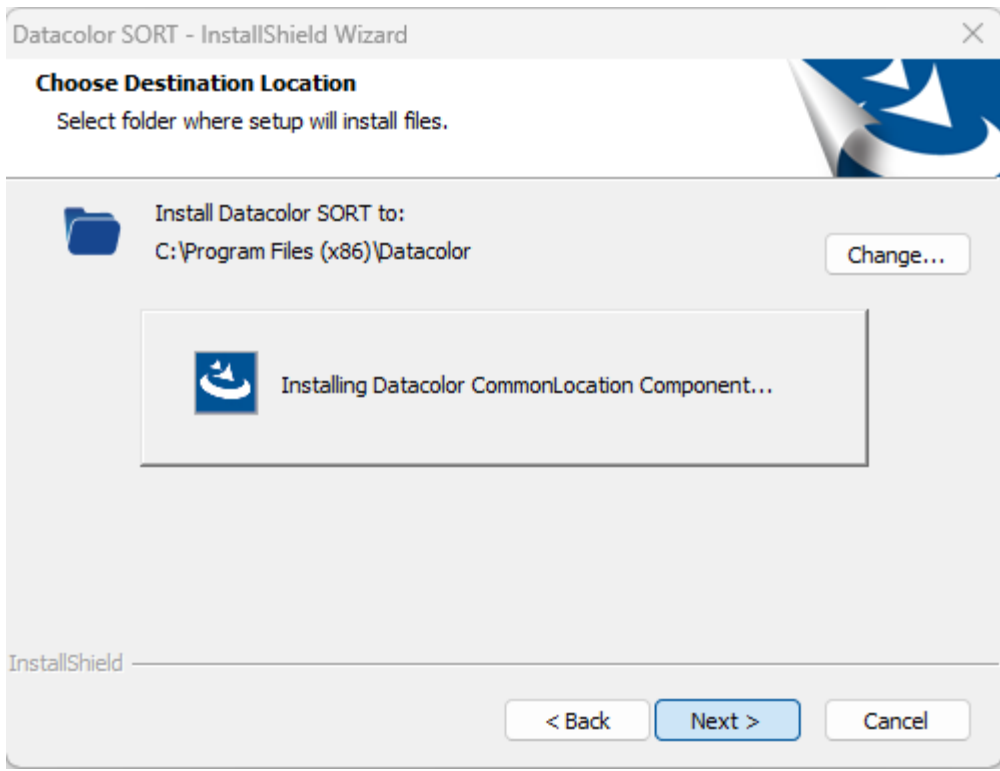 Datacolor SORT - InstallShield Wizard
Choose Destination Location
Select folder where setup will install files.
Install Datacolor SORT to:
C:\Program Files (x86)\Datacolor
Change...
Installing Datacolor CommonLocation Component...
InstallShield
< Back
Next >
Cancel